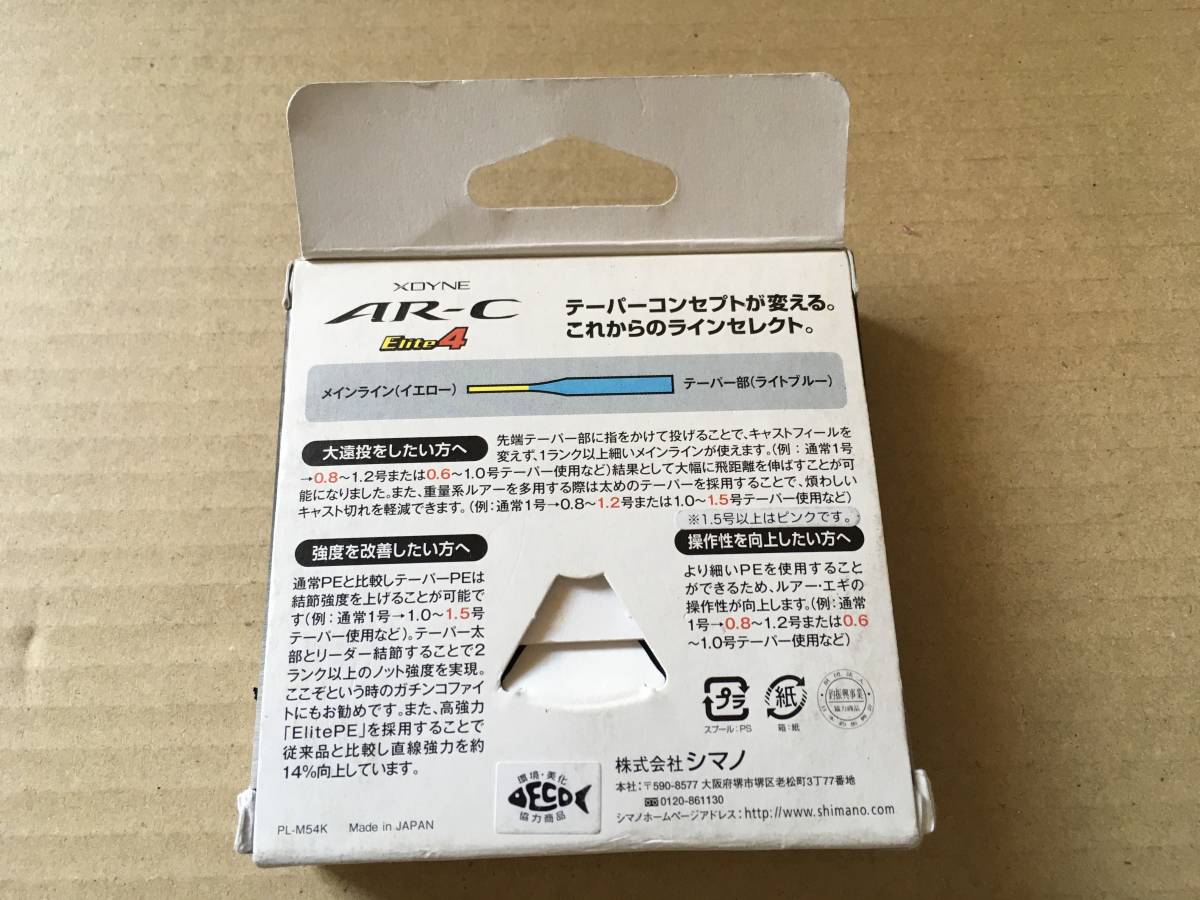 XDYNE
AR-C
Elite4
テーパーコンセプトが変える。
これからのラインセレクト。
メインライン(イエロー)
テーパー部(ライトブルー)
大遠投をしたい方へ
先端テーパー部に指をかけて投げることで、キャストフィールを
変えず、1ランク以上細いメインラインが使えます。(例：通常1号
→0.8～1.2号または0.6～1.0号テーパー使用など)結果として大幅に飛距離を伸ばすことが可
能になりました。また、重量系ルアーを多用する際は太めのテーパーを採用することで、煩わしい
キャスト切れを軽減できます。(例：通常1号→0.8～1.2号または1.0～1.5号テーパー使用など)
※1.5号以上はピンクです。
強度を改善したい方へ
通常PEと比較しテーパーPEは
結節強度を上げることが可能で
す(例：通常1号→1.0～1.5号
テーパー使用など)。テーパー太
部とリーダー結節することで2
ランク以上のノット強度を実現。
ここぞという時のガチンコファイ
トにもお勧めです。また、高強力
「ElitePE」を採用することで
従来品と比較し直線強力を約
14%向上しています。
操作性を向上したい方へ
より細いPEを使用すること
ができるため、ルアー・エギの
操作性が向上します。(例：通常
1号→0.8～1.2号または0.6
～1.0号テーパー使用など)
プラ
スプール：PS
紙
箱：紙
財団法人
釣振興事業
協力商品
環境・美化
ECO
協力商品
株式会社シマノ
本社：〒590-8577 大阪府堺市堺区老松町3丁77番地
0120-861130
シマノホームページアドレス：http://www.shimano.com
PL-M54K Made in JAPAN